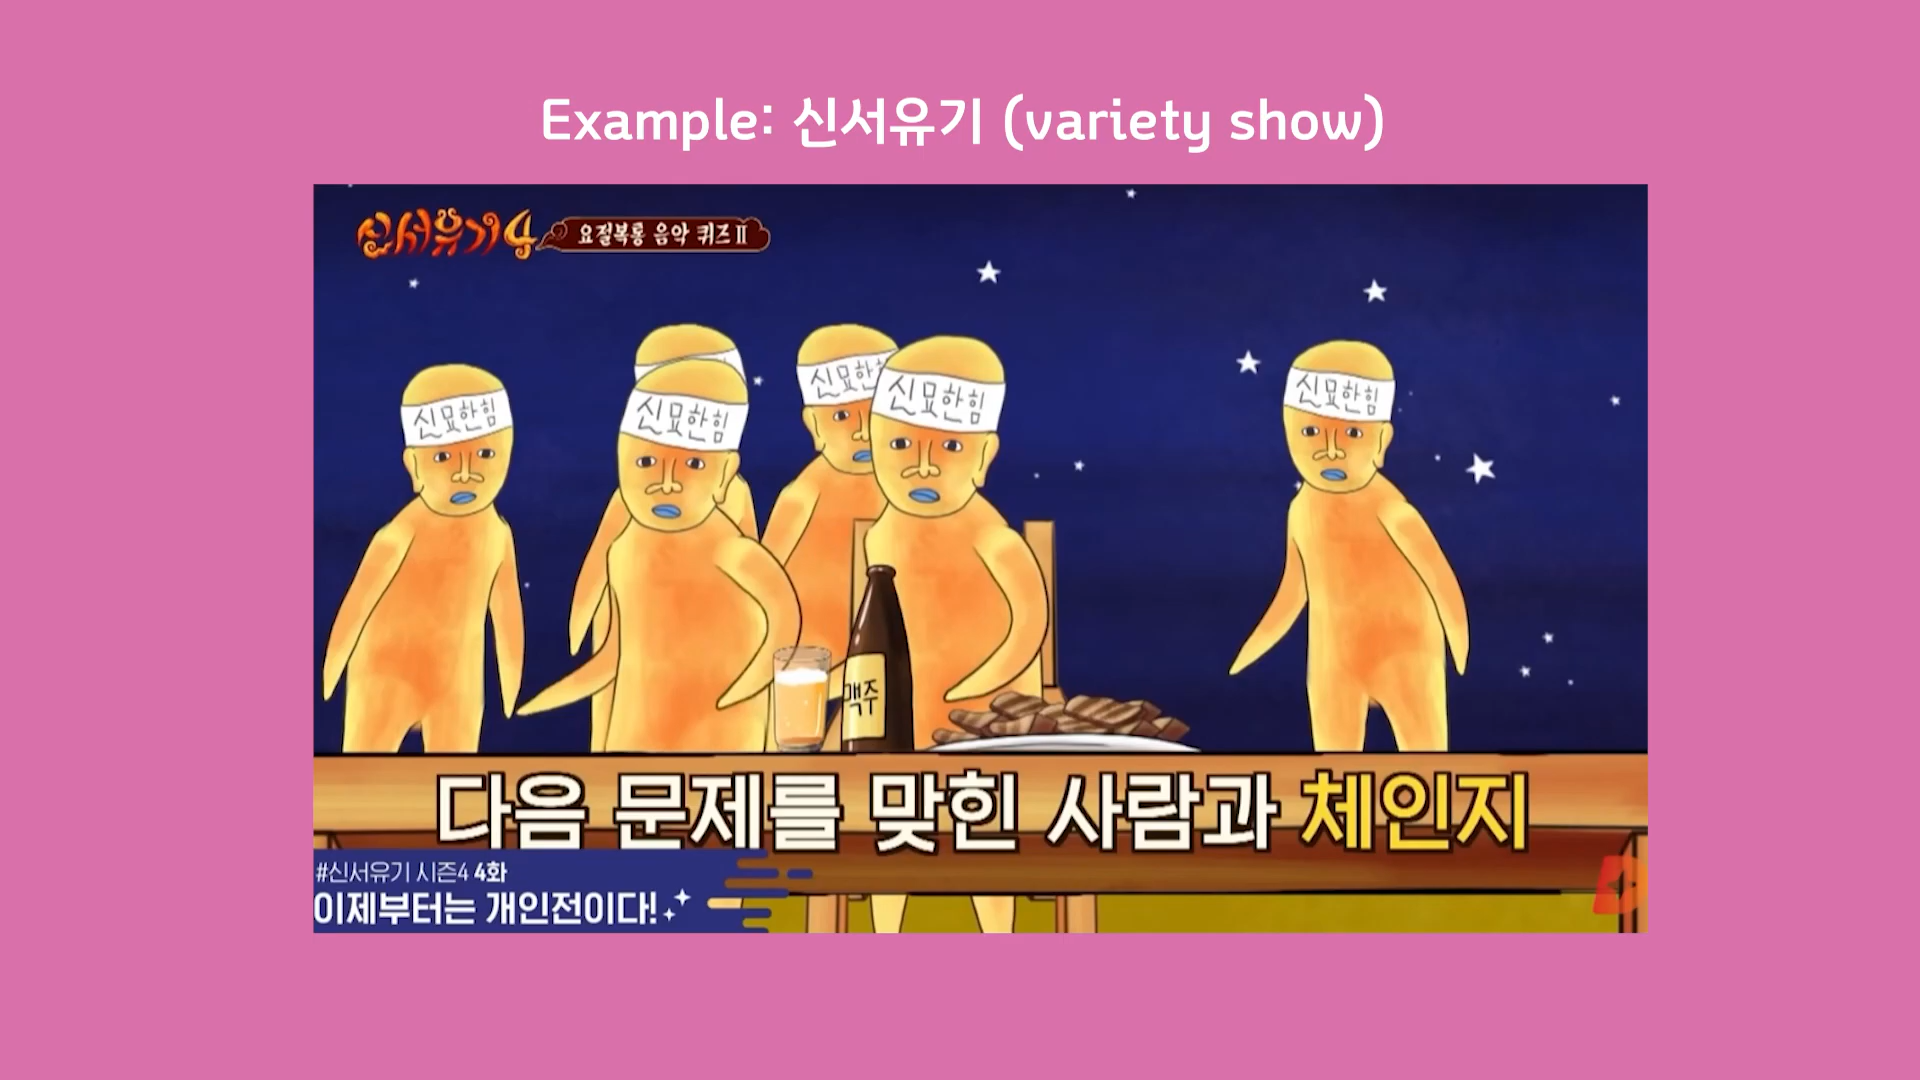 Example: 신서유기 (variety show)
신서유기4 요절복통 음악 퀴즈 II
신묘한힘
신묘한힘
신묘한힘
신묘한힘
신묘한힘
맥주
다음 문제를 맞힌 사람과 체인지
#신서유기 시즌4 4화
이제부터는 개인전이다!